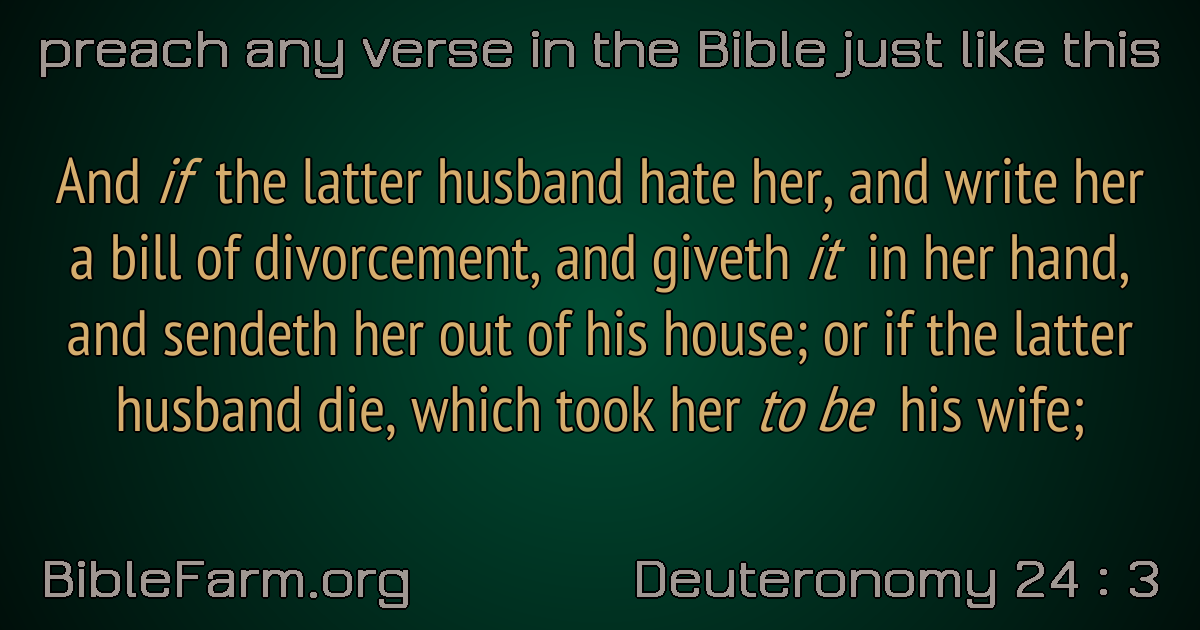 preach any verse in the Bible just like this
And if the latter husband hate her, and write her
a bill of divorcement, and giveth it in her hand,
and sendeth her out of his house; or if the latter
husband die, which took her to be his wife;
BibleFarm.org
Deuteronomy 24 : 3